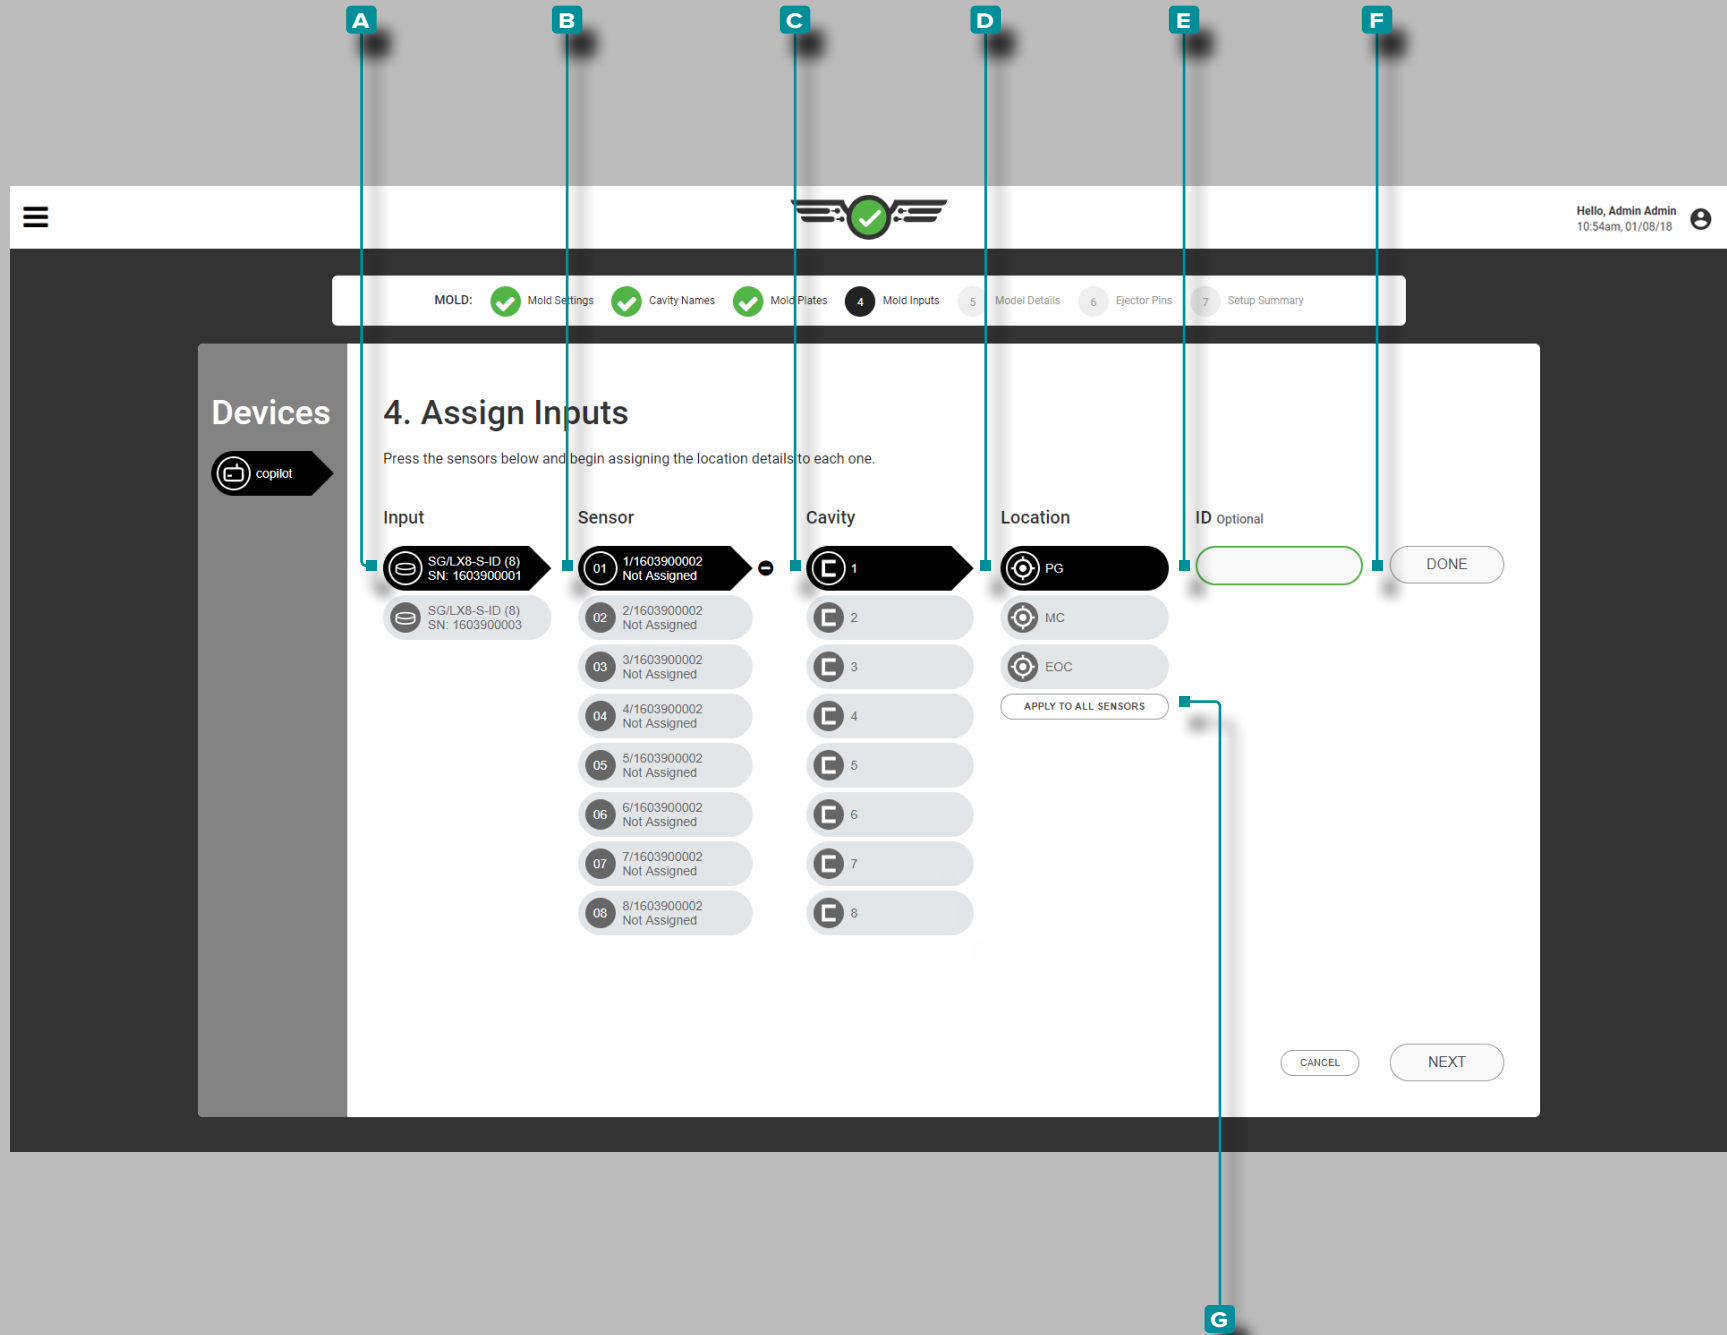 A B C D E F
Hello, Admin Admin
10:54am, 01/08/18
MOLD: Mold Settings Cavity Names Mold Plates 4 Mold Inputs 5 Model Details 6 Ejector Pins 7 Setup Summary
Devices
copilot
4. Assign Inputs
Press the sensors below and begin assigning the location details to each one.
Input
SG/LX8-S-ID (8)
SN: 1603900001
SG/LX8-S-ID (8)
SN: 1603900003
Sensor
01 1/1603900002
Not Assigned
02 2/1603900002
Not Assigned
03 3/1603900002
Not Assigned
04 4/1603900002
Not Assigned
05 5/1603900002
Not Assigned
06 6/1603900002
Not Assigned
07 7/1603900002
Not Assigned
08 8/1603900002
Not Assigned
Cavity
1
2
3
4
5
6
7
8
Location
PG
MC
EOC
APPLY TO ALL SENSORS
ID Optional
DONE
CANCEL
NEXT
G